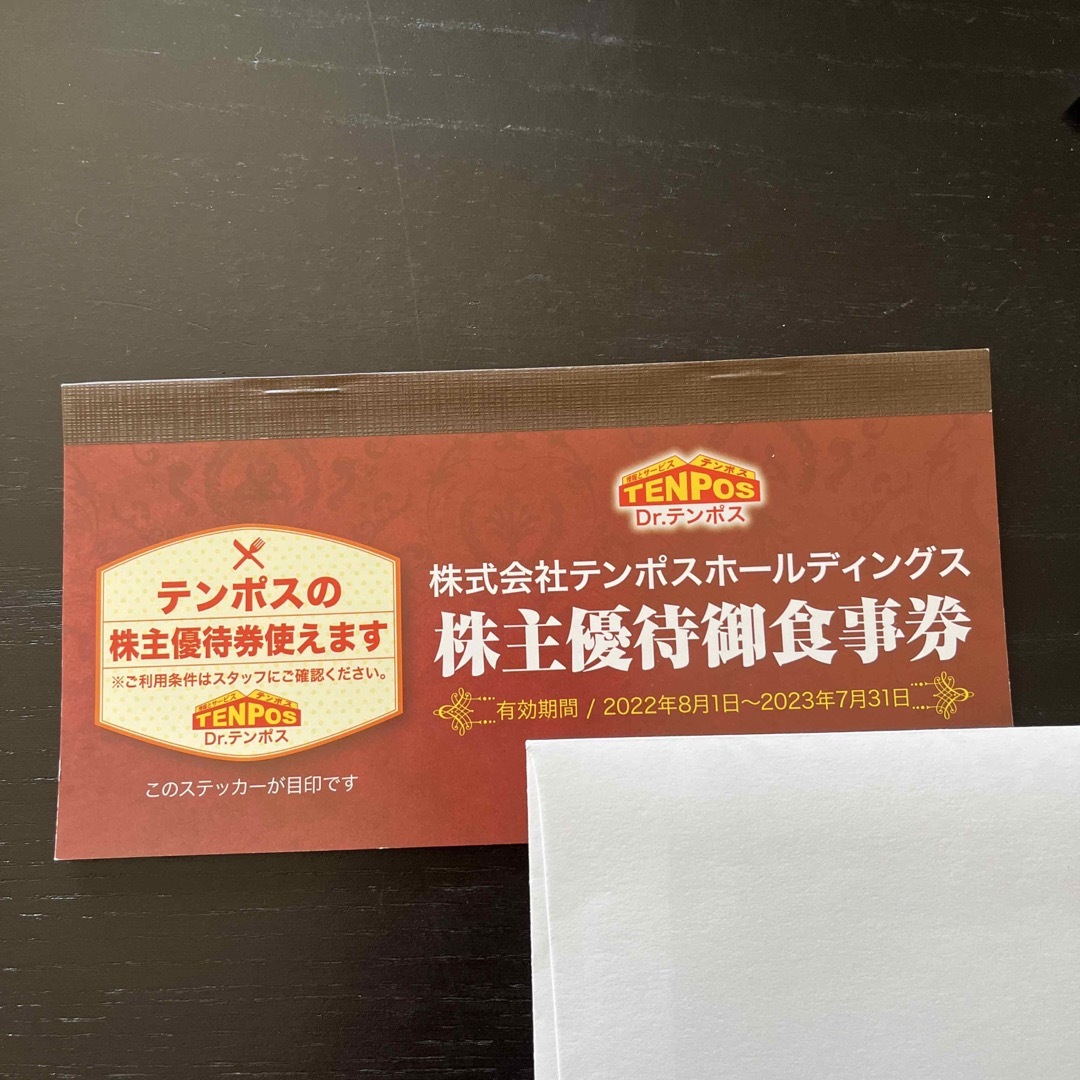 情報とサービス テンポス
TENPOS
Dr.テンポス
株式会社テンポスホールディングス
株主優待御食事券
有効期間 / 2022年8月1日～2023年7月31日
テンポスの
株主優待券使えます
※ご利用条件はスタッフにご確認ください。
情報とサービス テンポス
TENPOS
Dr.テンポス
このステッカーが目印です